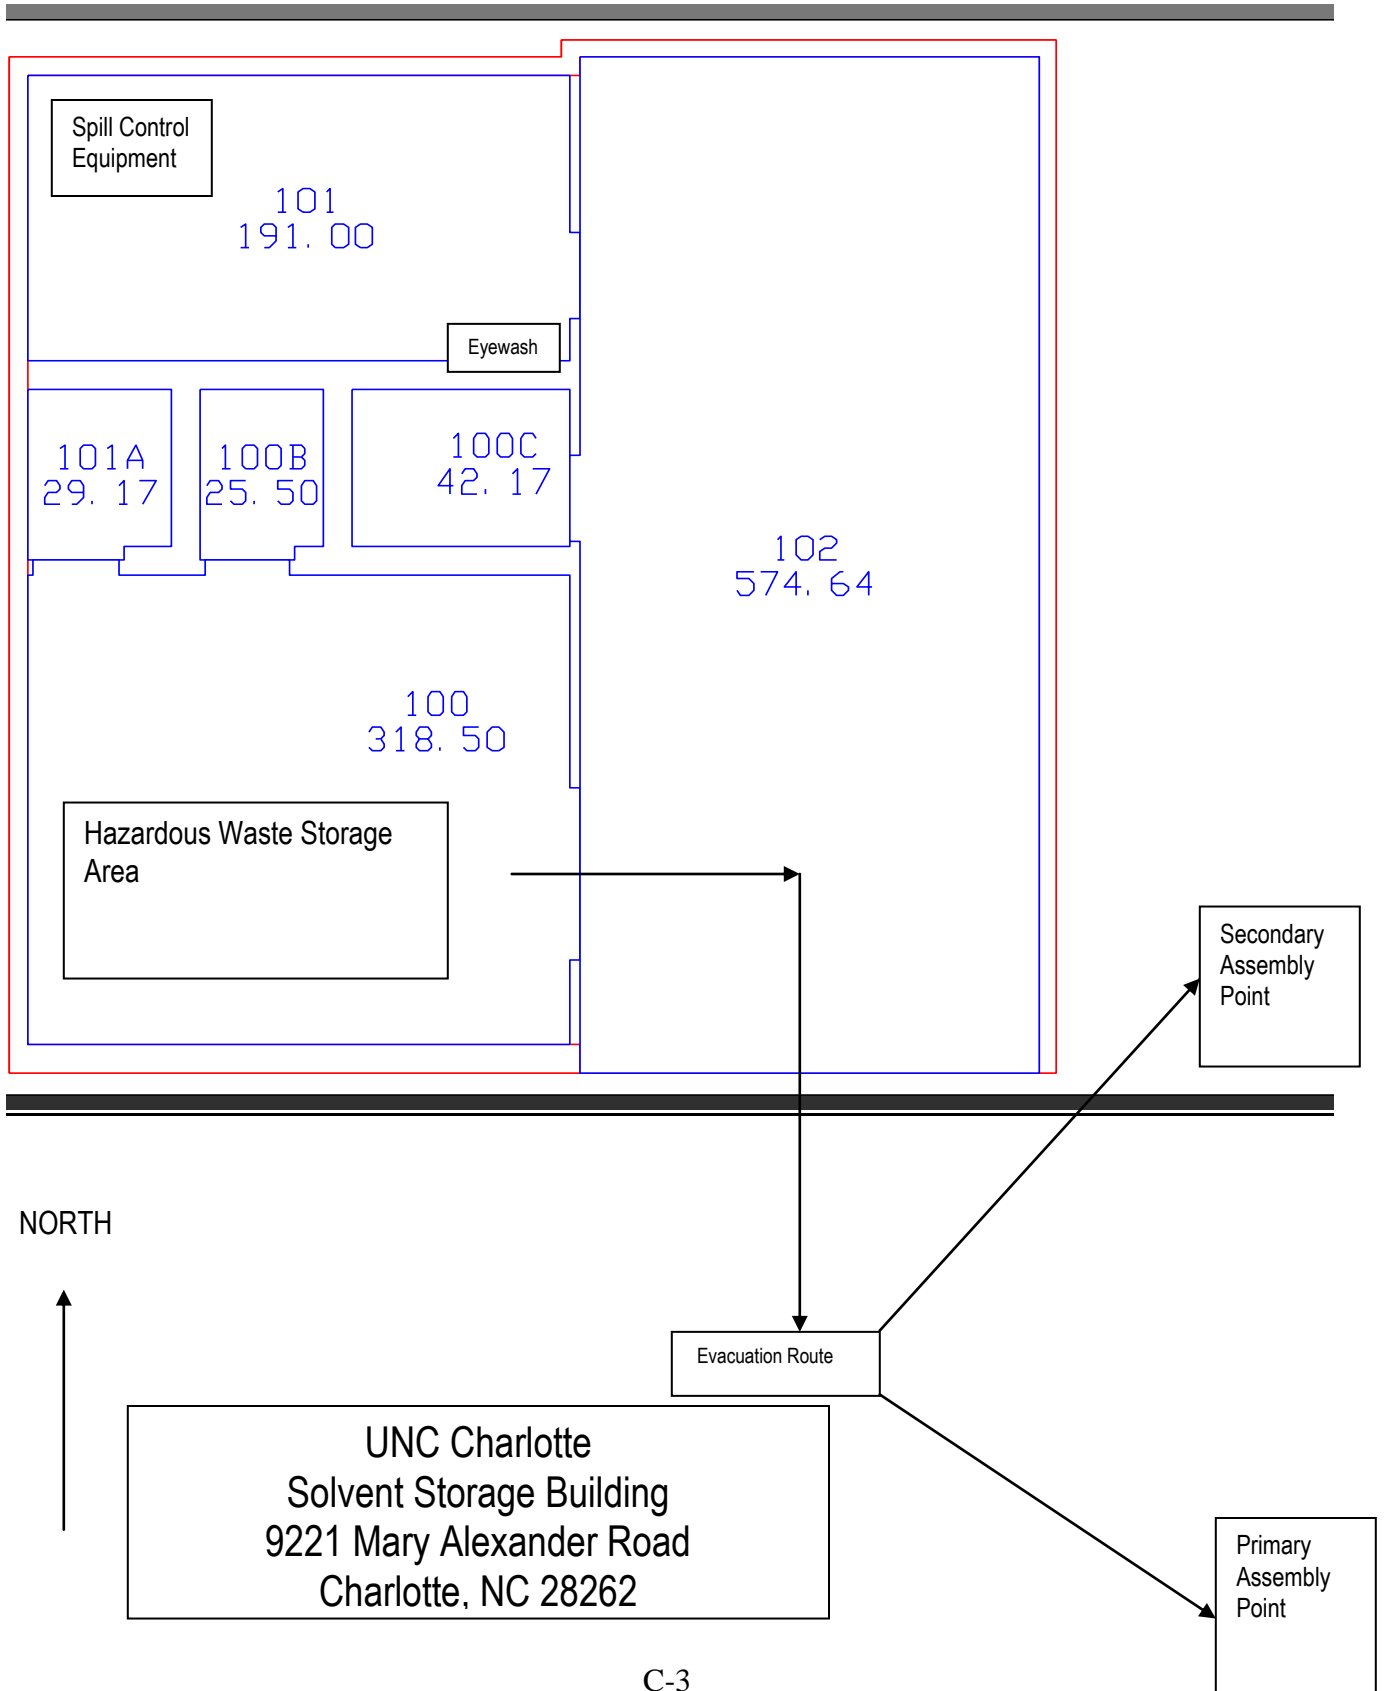 Spill Control
Equipment
101
191.00
Eyewash
101A
29.17
100B
25.50
100C
42.17
102
574.64
100
318.50
Hazardous Waste Storage
Area
Secondary
Assembly
Point
NORTH
Evacuation Route
UNC Charlotte
Solvent Storage Building
9221 Mary Alexander Road
Charlotte, NC 28262
Primary
Assembly
Point
C-3